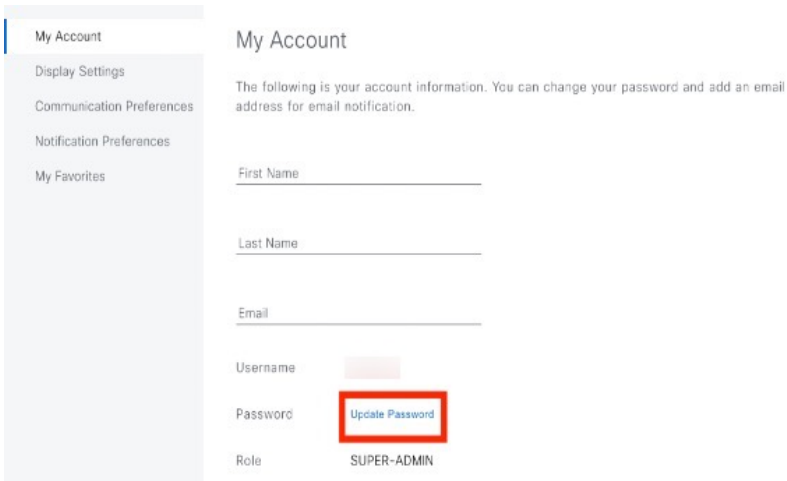 My Account
Display Settings
Communication Preferences
Notification Preferences
My Favorites
My Account
The following is your account information. You can change your password and add an email
address for email notification.
First Name
Last Name
Email
Username
Password Update Password
Role SUPER-ADMIN